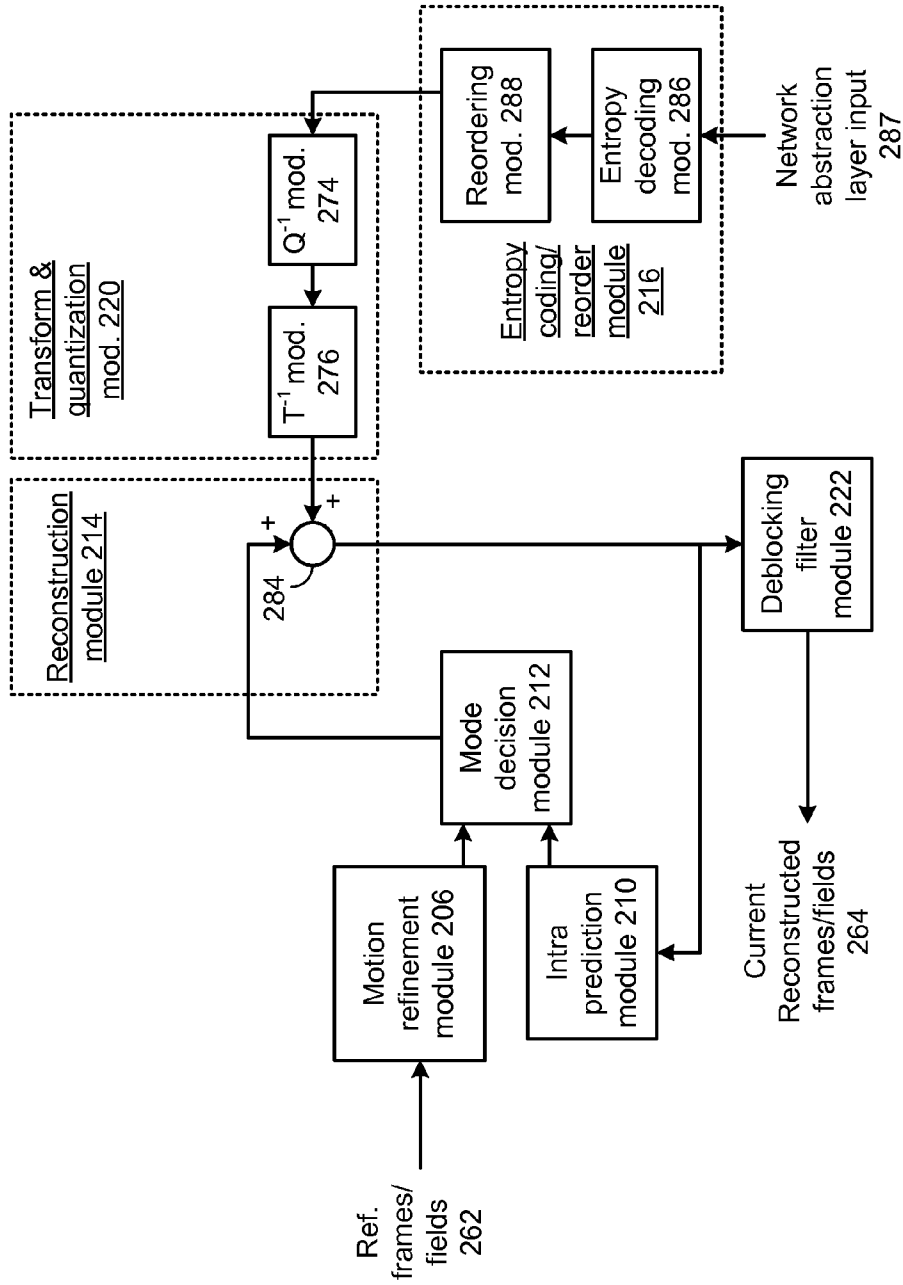 Transform &
quantization
mod. 220
Reconstruction
module 214
Q⁻¹ mod.
274
T⁻¹ mod.
276
+
+
284
Reordering
mod. 288
Entropy
decoding
mod. 286
Entropy
coding/
reorder
module
216
Network
abstraction
layer input
287
Mode
decision
module 212
Motion
refinement
module 206
Intra
prediction
module 210
Deblocking
filter
module 222
Ref.
frames/
fields
262
Current
Reconstructed
frames/fields
264